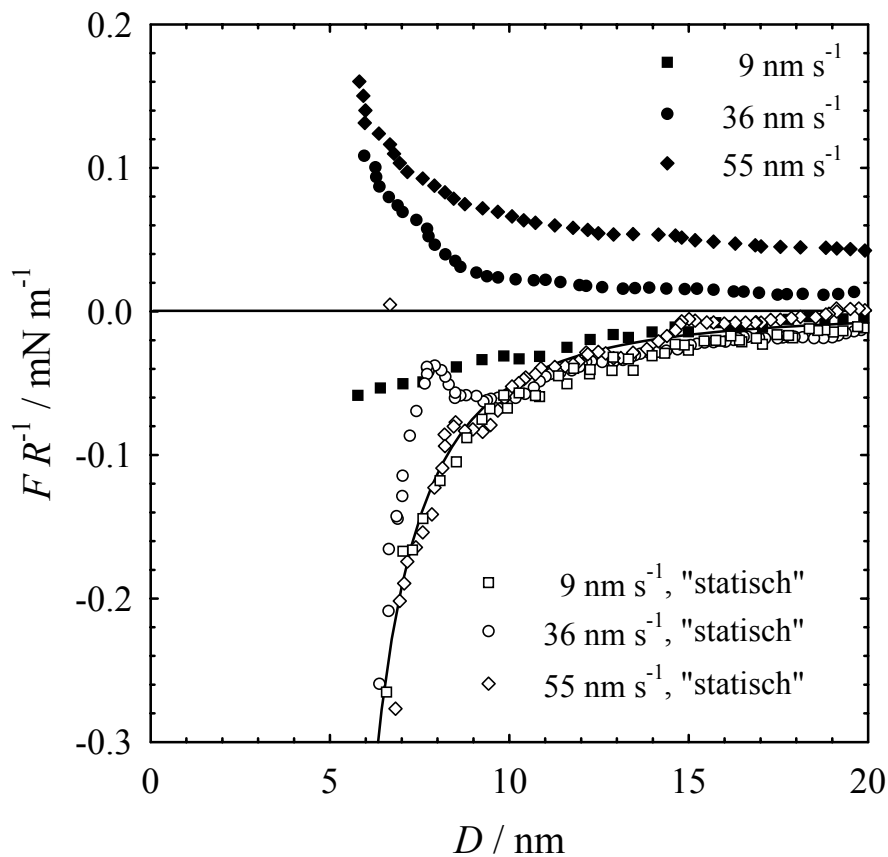 0.2
9 nm s⁻¹
36 nm s⁻¹
55 nm s⁻¹
0.1
0.0
F R⁻¹ / mN m⁻¹
-0.1
9 nm s⁻¹, "statisch"
-0.2
36 nm s⁻¹, "statisch"
55 nm s⁻¹, "statisch"
-0.3
0 5 10 15 20
D / nm